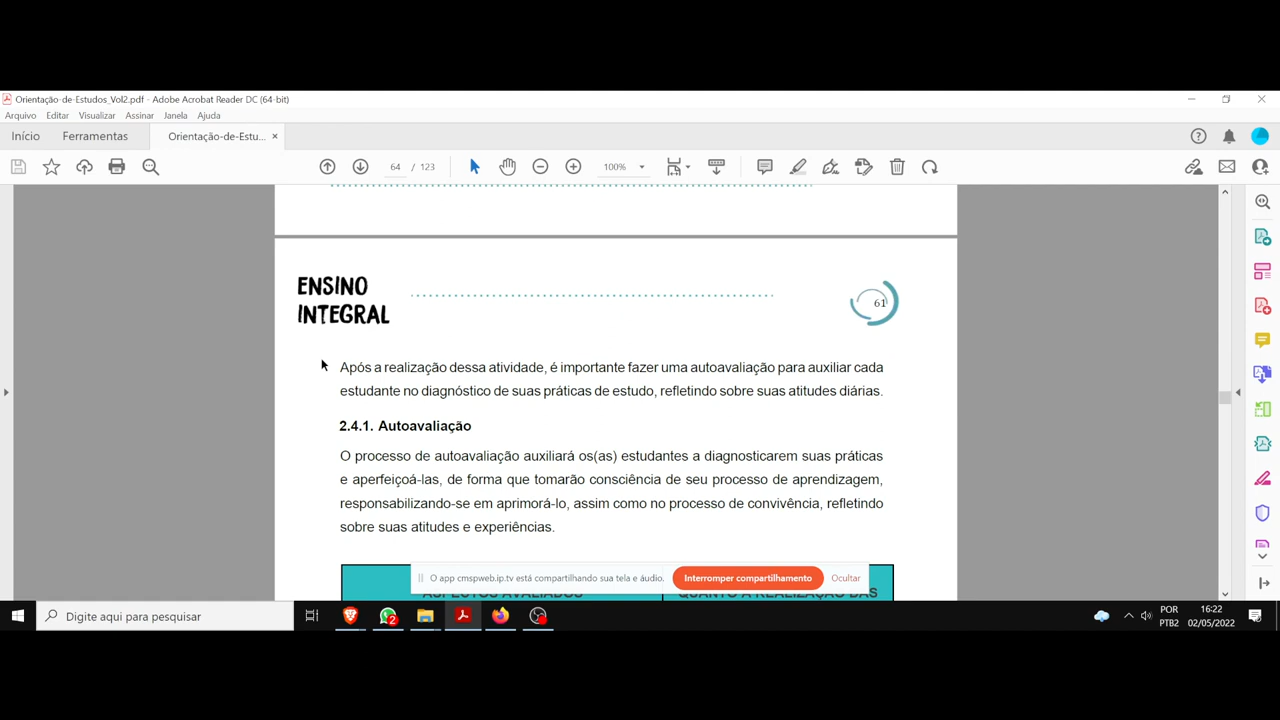 Orientação-de-Estudos_Vol2.pdf - Adobe Acrobat Reader DC (64-bit)
Arquivo Editar Visualizar Assinar Janela Ajuda
Início Ferramentas Orientação-de-Estu... ×
64 / 123 100%
ENSINO
INTEGRAL
61
Após a realização dessa atividade, é importante fazer uma autoavaliação para auxiliar cada
estudante no diagnóstico de suas práticas de estudo, refletindo sobre suas atitudes diárias.
2.4.1. Autoavaliação
O processo de autoavaliação auxiliará os(as) estudantes a diagnosticarem suas práticas
e aperfeiçoá-las, de forma que tomarão consciência de seu processo de aprendizagem,
responsabilizando-se em aprimorá-lo, assim como no processo de convivência, refletindo
sobre suas atitudes e experiências.
O app cmspweb.ip.tv está compartilhando sua tela e áudio. Interromper compartilhamento Ocultar
ASPECTOS AVALIADOS QUANTO A REALIZAÇÃO DAS
Digite aqui para pesquisar
2
POR
PTB2
16:22
02/05/2022